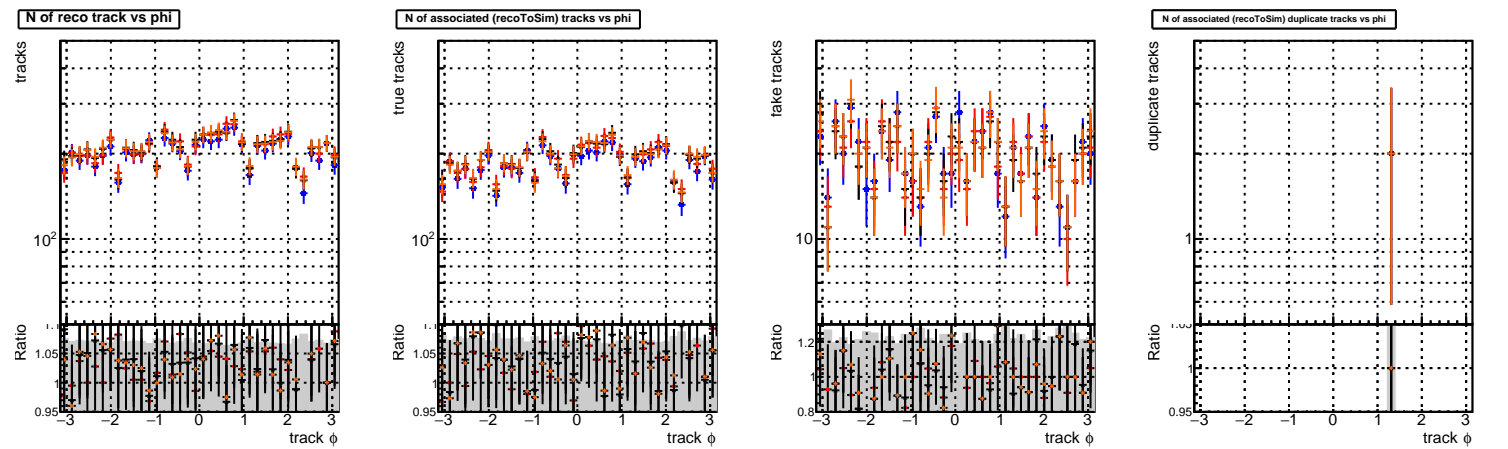 N of reco track vs phi
tracks
10²
Ratio
1.1
1.05
1
0.95
−3 −2 −1 0 1 2 3
track ϕ
N of associated (recoToSim) tracks vs phi
true tracks
10²
Ratio
1.1
1.05
1
0.95
−3 −2 −1 0 1 2 3
track ϕ
fake tracks
10
Ratio
1.2
1
0.8
−3 −2 −1 0 1 2 3
track ϕ
N of associated (recoToSim) duplicate tracks vs phi
duplicate tracks
1
Ratio
1.05
1
0.95
−3 −2 −1 0 1 2 3
track ϕ